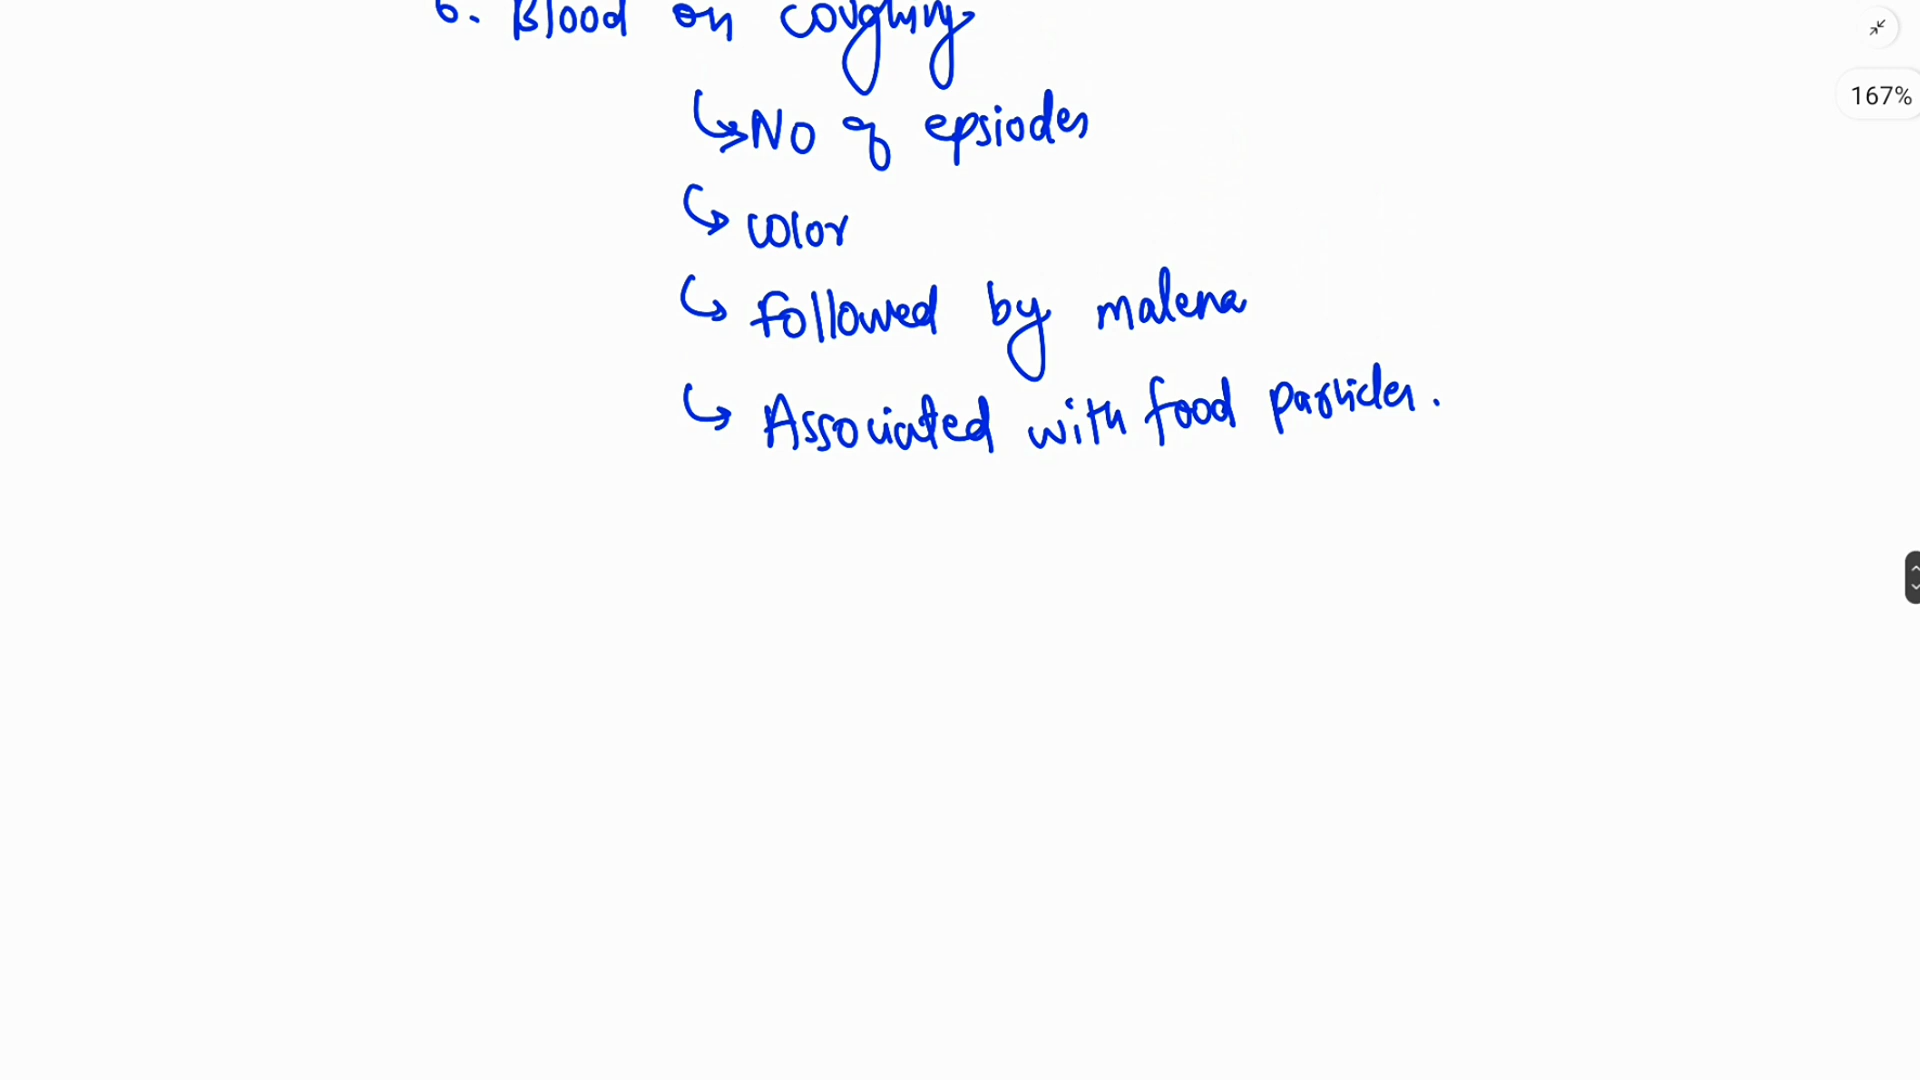 6. Blood on coughing
167%
No of epsiodes
color
followed by malena
Associated with food particles.